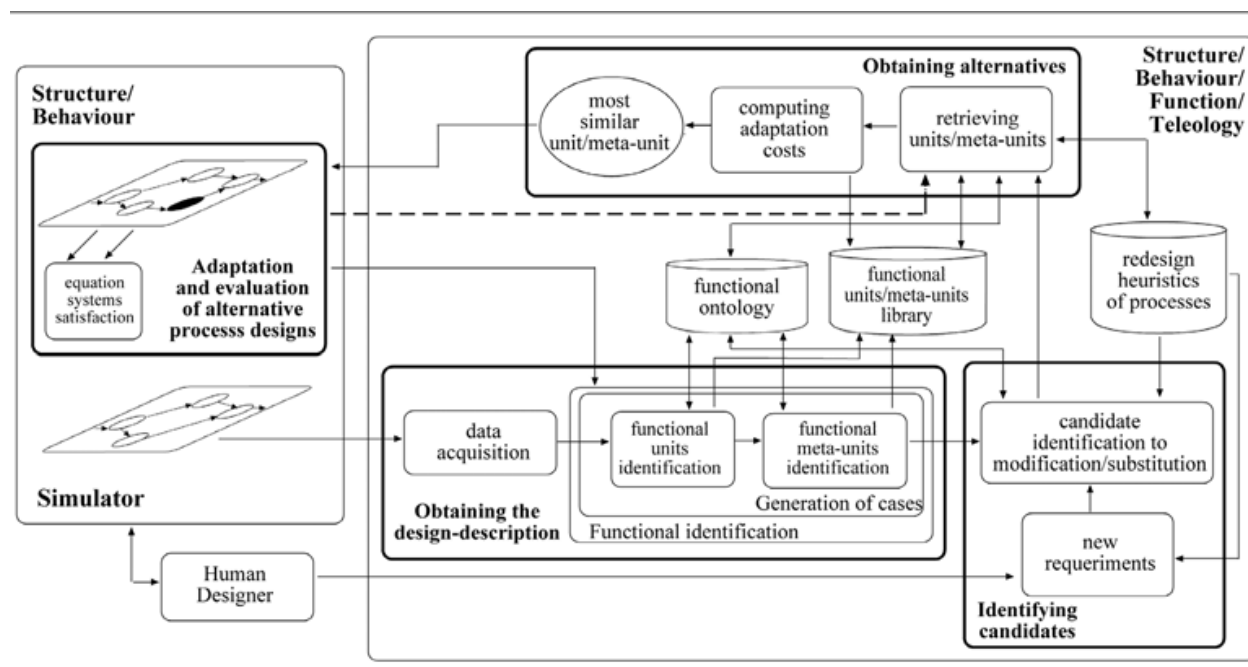 Structure/
Behaviour
equation
systems
satisfaction
Adaptation
and evaluation
of alternative
processs designs
Simulator
Human
Designer
Obtaining alternatives
most
similar
unit/meta-unit
computing
adaptation
costs
retrieving
units/meta-units
Structure/
Behaviour/
Function/
Teleology
functional
ontology
functional
units/meta-units
library
redesign
heuristics
of processes
data
acquisition
functional
units
identification
functional
meta-units
identification
Generation of cases
Functional identification
Obtaining the
design-description
candidate
identification to
modification/substitution
new
requeriments
Identifying
candidates